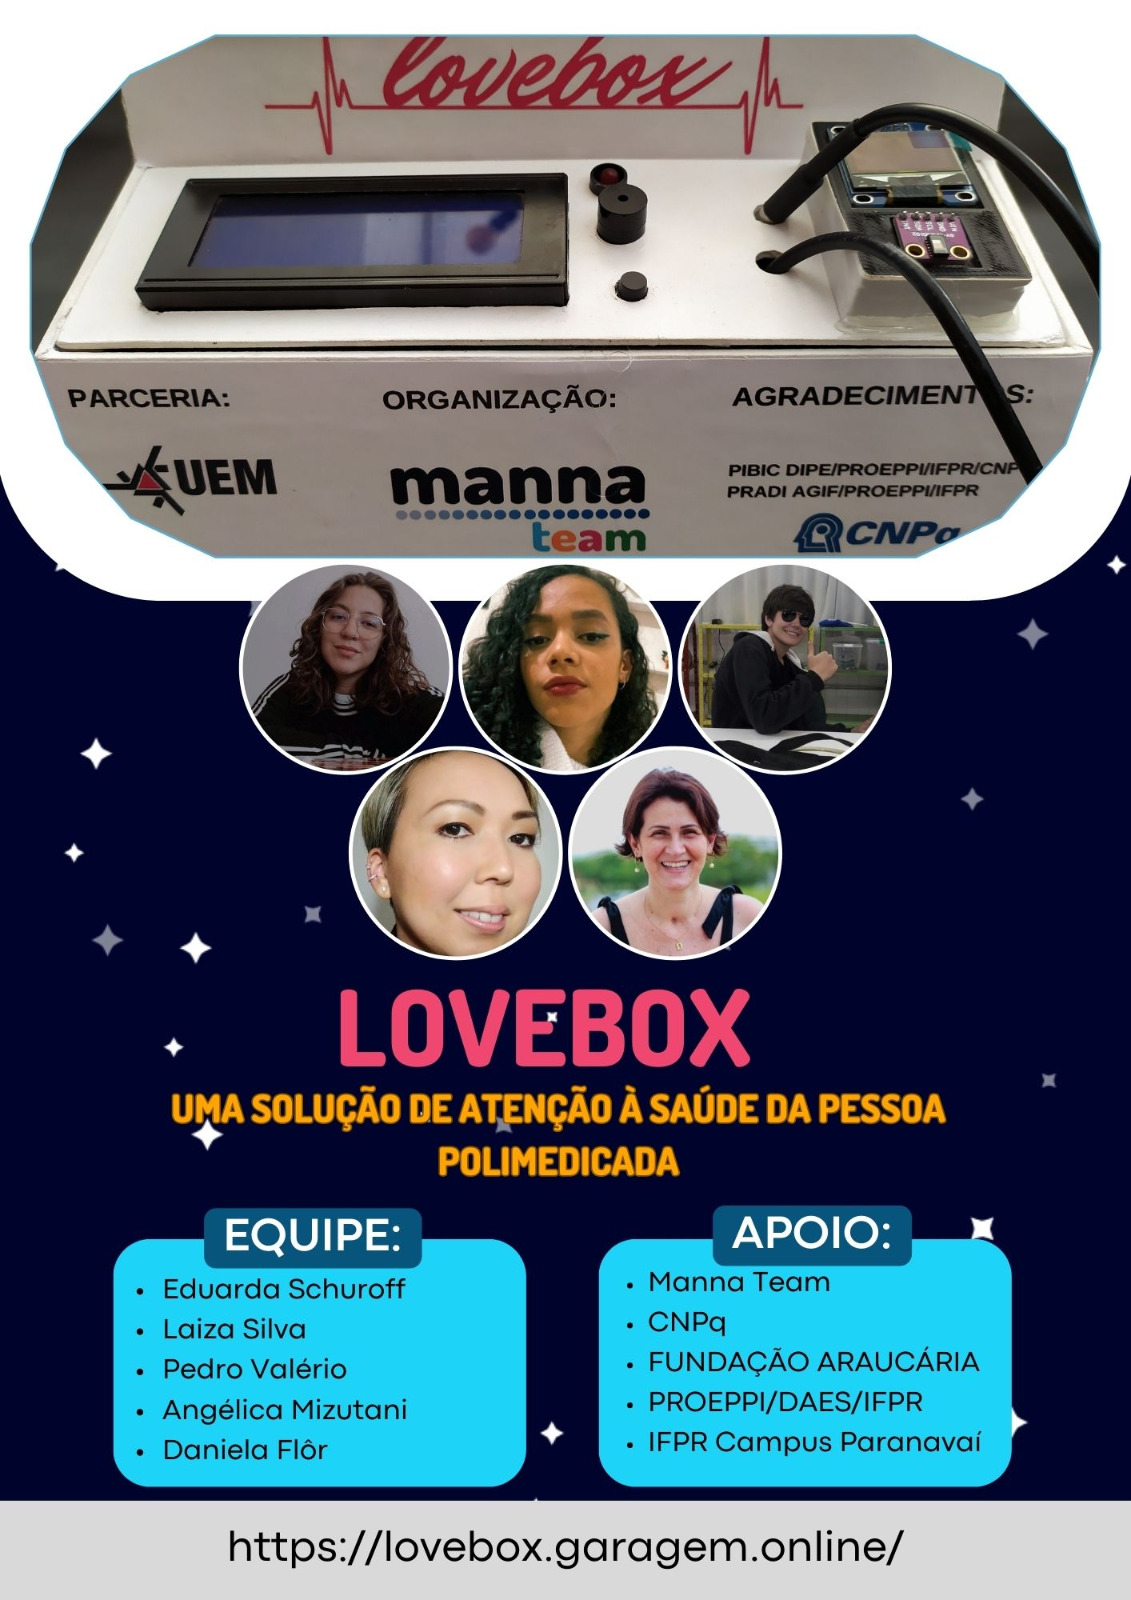 lovebox
PARCERIA:
ORGANIZAÇÃO:
AGRADECIMENT S:
UEM
manna
team
PIBIC DIPE/PROEPPI/IFPR/CNP
PRADI AGIF/PROEPPI/IFPR
CNPq
LOVEBOX
UMA SOLUÇÃO DE ATENÇÃO À SAÚDE DA PESSOA
POLIMEDICADA
EQUIPE:
• Eduarda Schuroff
• Laiza Silva
• Pedro Valério
• Angélica Mizutani
• Daniela Flôr
APOIO:
• Manna Team
• CNPq
• FUNDAÇÃO ARAUCÁRIA
• PROEPPI/DAES/IFPR
• IFPR Campus Paranavaí
https://lovebox.garagem.online/